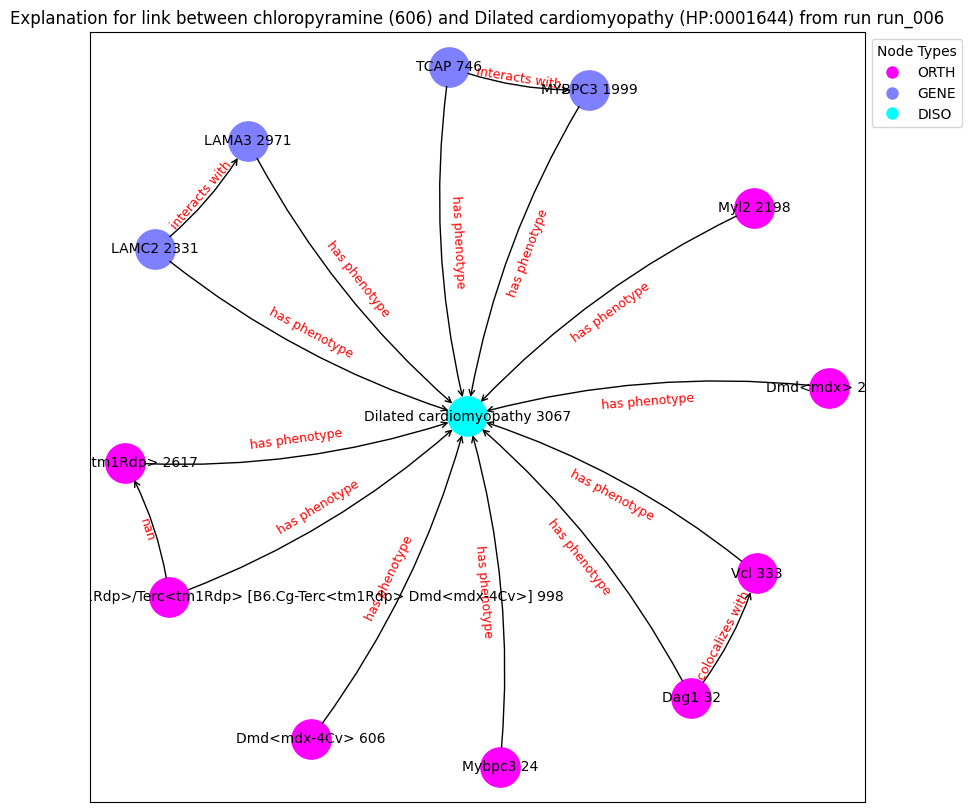 Explanation for link between chloropyramine (606) and Dilated cardiomyopathy (HP:0001644) from run run_006
Node Types
ORTH
GENE
DISO
TCAP 746
interacts with
MYBPC3 1999
LAMA3 2971
interacts with
Myl2 2198
LAMC2 2331
has phenotype
has phenotype
has phenotype
has phenotype
has phenotype
Dmd<mdx> 2
has phenotype
Dilated cardiomyopathy 3067
has phenotype
tm1Rdp> 2617
has phenotype
has phenotype
nan
has phenotype
has phenotype
has phenotype
Vcl 333
Rdp>/Terc<tm1Rdp> [B6.Cg-Terc<tm1Rdp> Dmd<mdx-4Cv>] 998
colocalizes with
Dag1 32
Dmd<mdx-4Cv> 606
Mybpc3 24